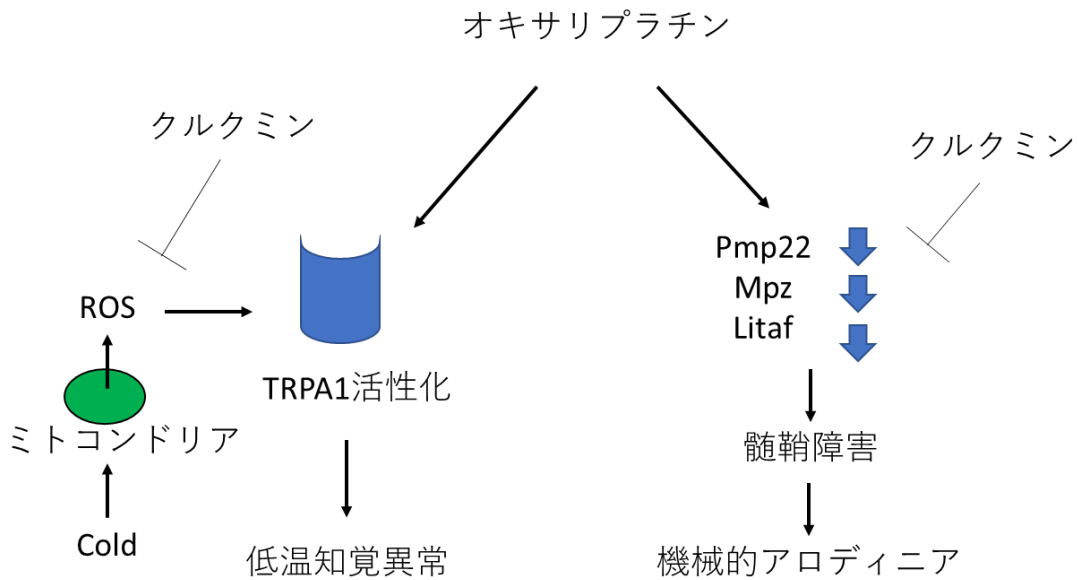 オキサリプラチン
クルクミン
クルクミン
Pmp22
Mpz
Litaf
ROS
TRPA1活性化
ミトコンドリア
髄鞘障害
Cold
低温知覚異常
機械的アロディニア